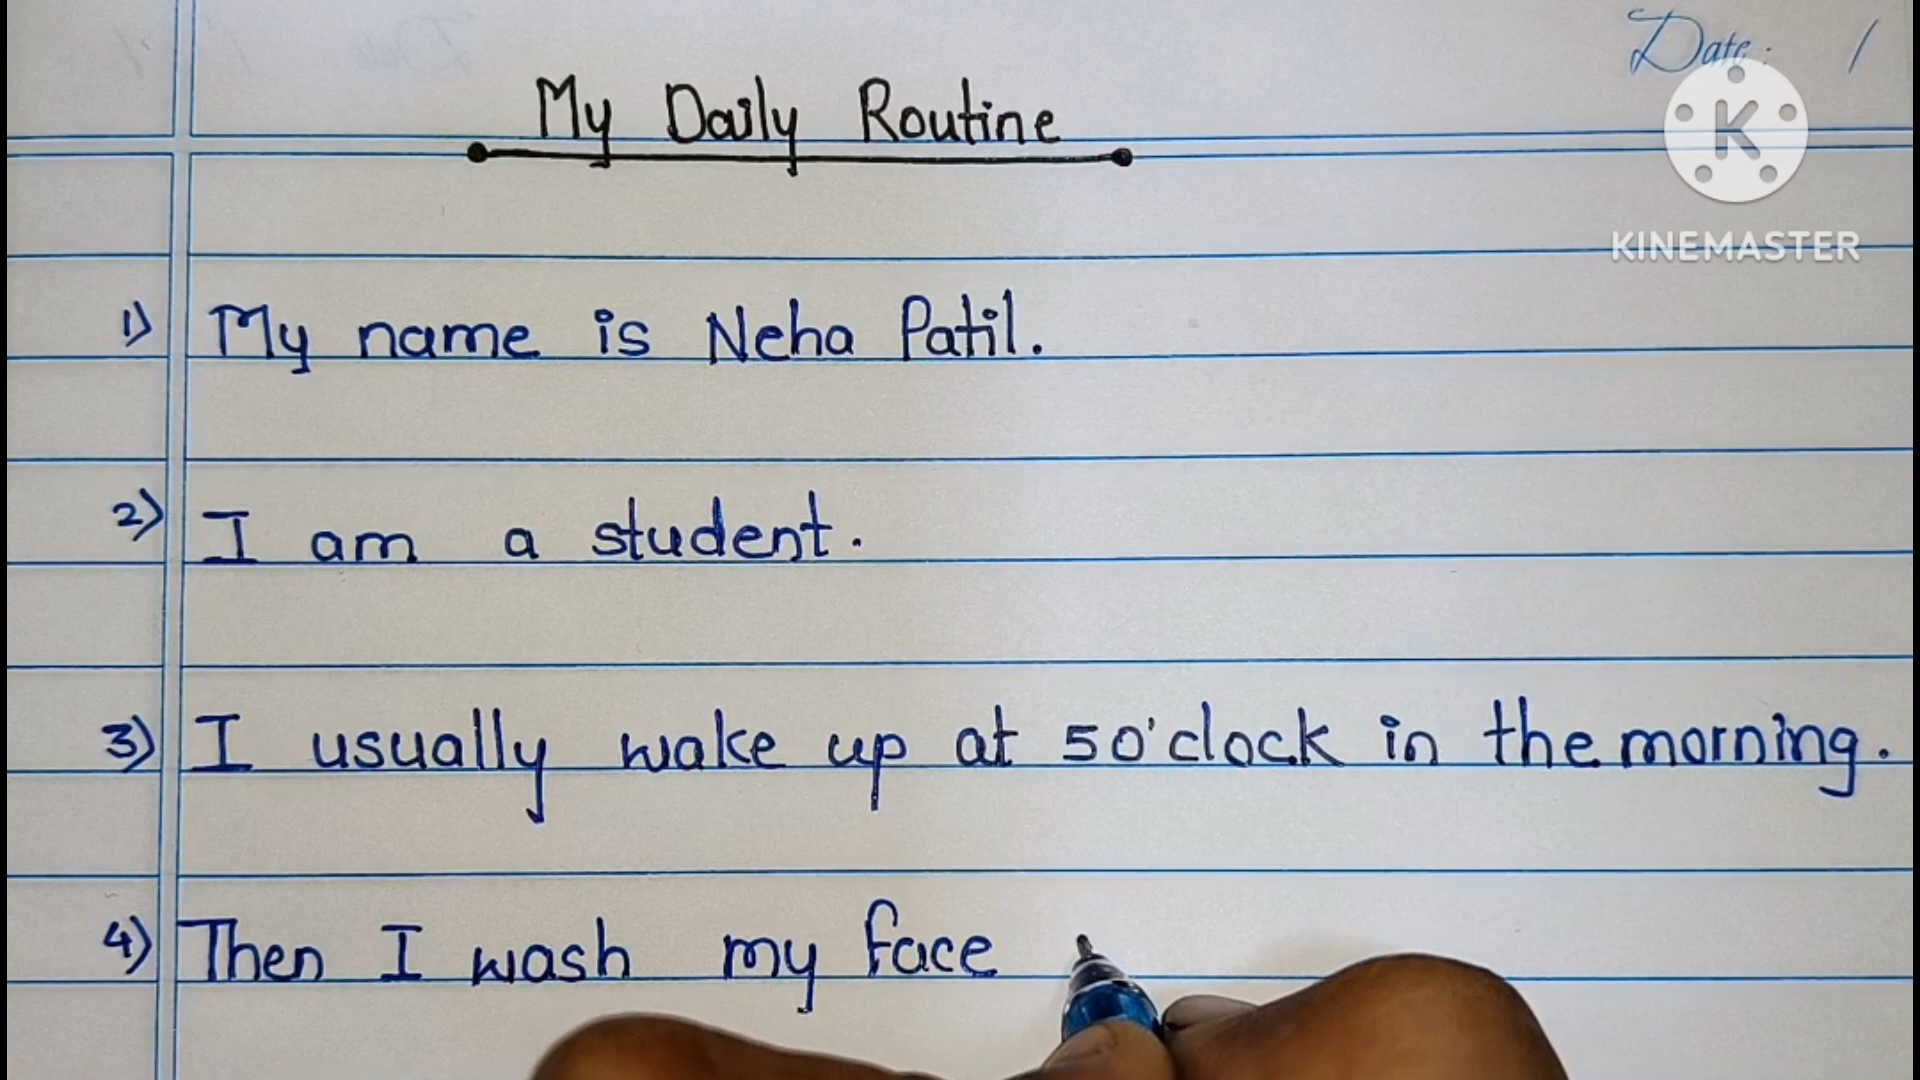 Date: /
My Daily Routine
K
KINEMASTER
1) My name is Neha Patil.
2) I am a student.
3) I usually wake up at 5 o'clock in the morning.
4) Then I wash my face